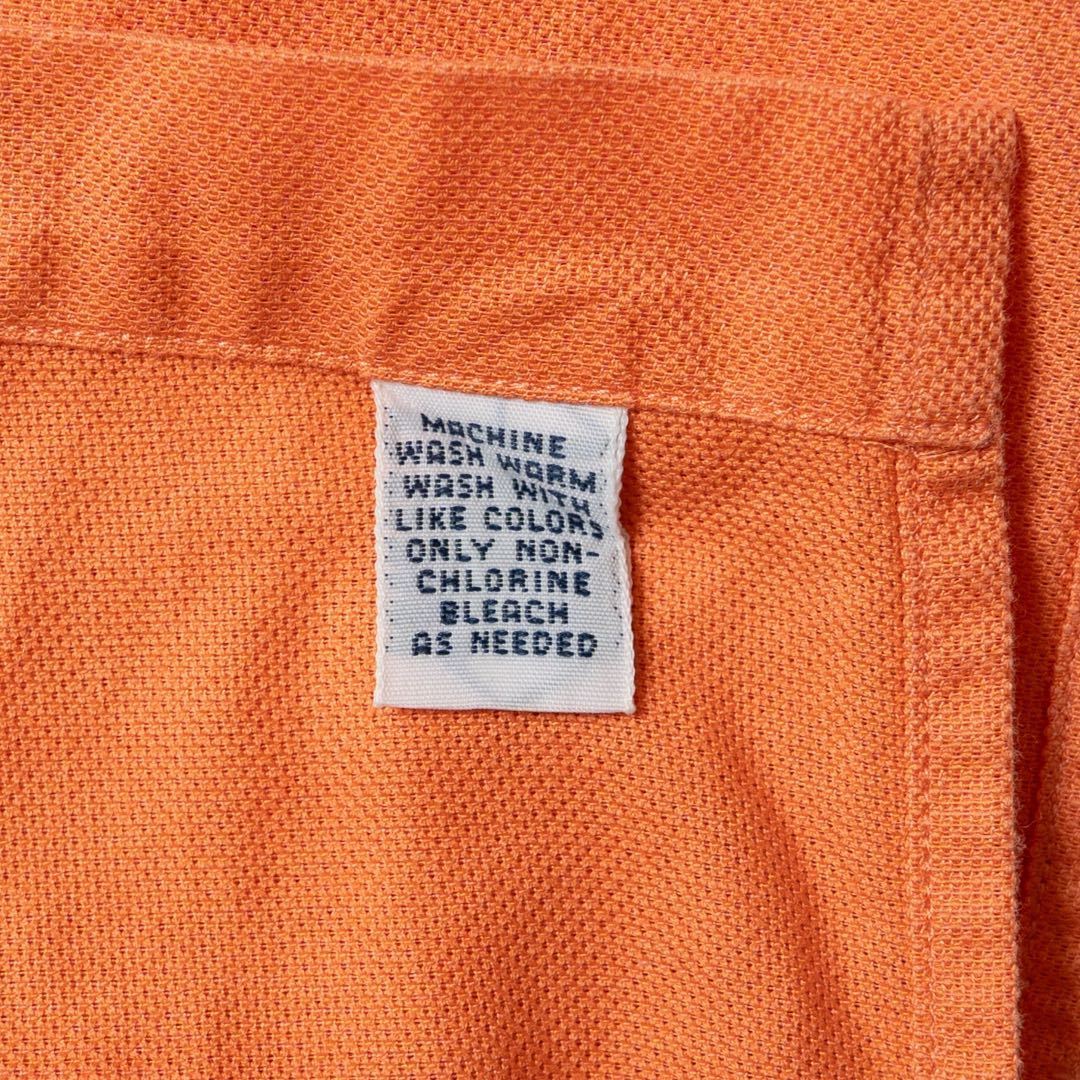 MACHINE
WASH WARM
WASH WITH
LIKE COLORS
ONLY NON-
CHLORINE
BLEACH
AS NEEDED